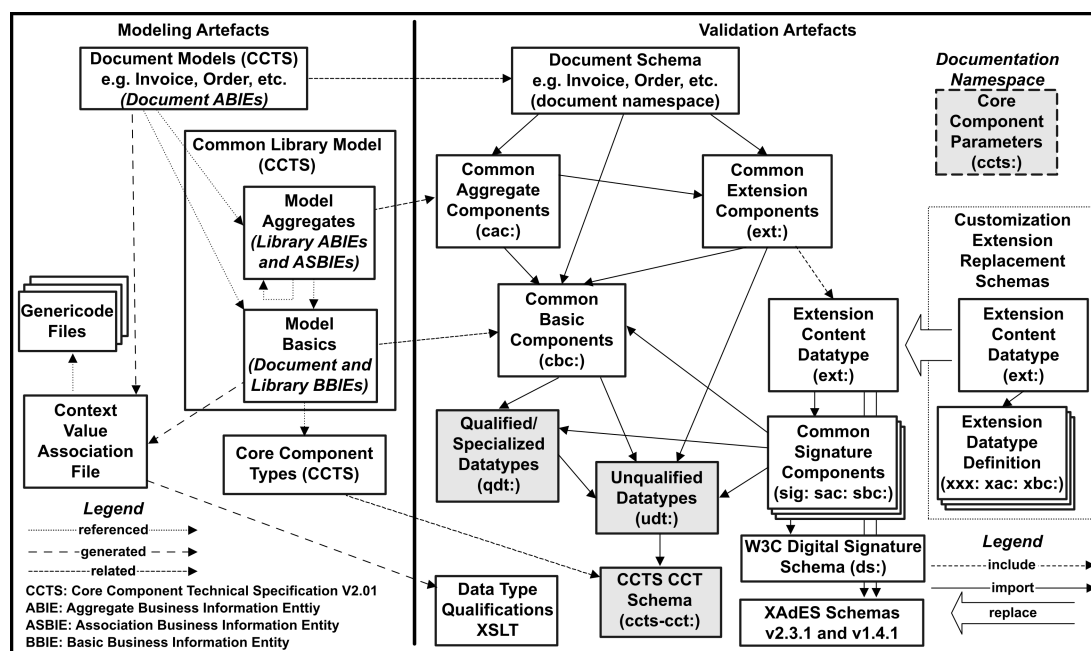 Modeling Artefacts
Document Models (CCTS)
e.g. Invoice, Order, etc.
(Document ABIEs)
Common Library Model
(CCTS)
Model
Aggregates
(Library ABIEs
and ASBIEs)
Genericode
Files
Model
Basics
(Document and
Library BBIEs)
Context
Value
Association
File
Core Component
Types (CCTS)
Legend
referenced
generated
related
CCTS: Core Component Technical Specification V2.01
ABIE: Aggregate Business Information Enttiy
ASBIE: Association Business Information Entity
BBIE: Basic Business Information Entity
Validation Artefacts
Document Schema
e.g. Invoice, Order, etc.
(document namespace)
Documentation
Namespace
Core
Component
Parameters
(ccts:)
Common
Aggregate
Components
(cac:)
Common
Extension
Components
(ext:)
Customization
Extension
Replacement
Schemas
Common
Basic
Components
(cbc:)
Extension
Content
Datatype
(ext:)
Extension
Content
Datatype
(ext:)
Qualified/
Specialized
Datatypes
(qdt:)
Unqualified
Datatypes
(udt:)
Common
Signature
Components
(sig: sac: sbc:)
Extension
Datatype
Definition
(xxx: xac: xbc:)
W3C Digital Signature
Schema (ds:)
Data Type
Qualifications
XSLT
CCTS CCT
Schema
(ccts-cct:)
XAdES Schemas
v2.3.1 and v1.4.1
Legend
include
import
replace